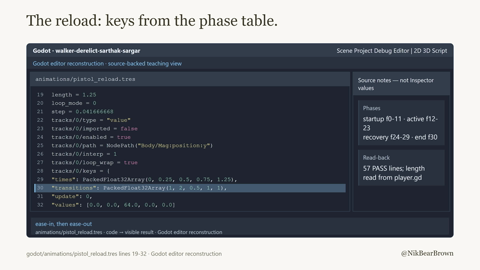 The reload: keys from the phase table.
Godot · walker-derelict-sarthak-sargar
Scene Project Debug Editor | 2D 3D Script
Godot editor reconstruction · source-backed teaching view
animations/pistol_reload.tres
19 length = 1.25
20 loop_mode = 0
21 step = 0.041666668
22 tracks/0/type = "value"
23 tracks/0/imported = false
24 tracks/0/enabled = true
25 tracks/0/path = NodePath("Body/Mag:position:y")
26 tracks/0/interp = 1
27 tracks/0/loop_wrap = true
28 tracks/0/keys = {
29 "times": PackedFloat32Array(0, 0.25, 0.5, 0.75, 1.25),
30 "transitions": PackedFloat32Array(1, 2, 0.5, 1, 1),
31 "update": 0,
32 "values": [0.0, 0.0, 64.0, 0.0, 0.0]
Source notes — not Inspector
values
Phases
startup f0-11 · active f12-
23
recovery f24-29 · end f30
Read-back
57 PASS lines; length
read from player.gd
ease-in, then ease-out
animations/pistol_reload.tres · code → visible result · Godot editor reconstruction
godot/animations/pistol_reload.tres lines 19-32 · Godot editor reconstruction
@NikBearBrown